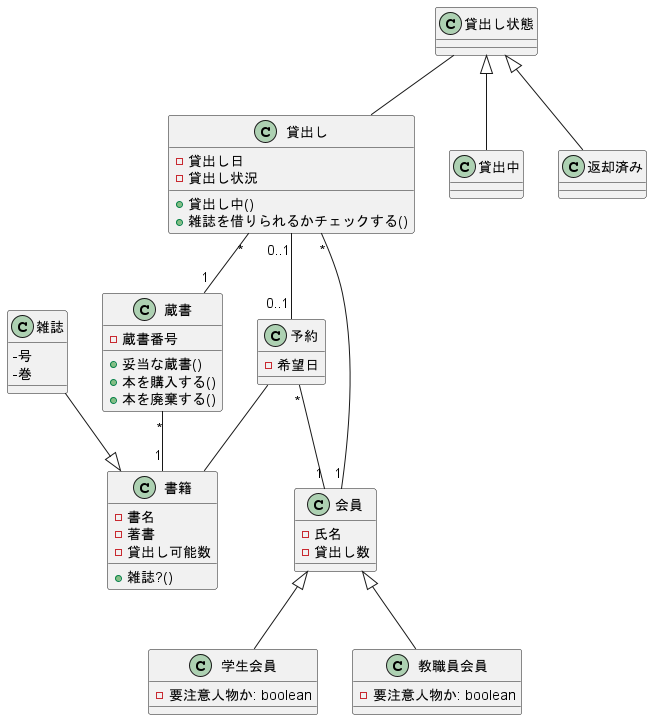 貸出し状態
貸出し
貸出し日
貸出し状況
貸出し中()
雑誌を借りられるかチェックする()
貸出中
返却済み
*
0..1
*
1
0..1
雑誌
-号
-巻
蔵書
蔵書番号
妥当な蔵書()
本を購入する()
本を廃棄する()
予約
希望日
*
1
*
1
1
書籍
書名
著書
貸出し可能数
雑誌?()
会員
氏名
貸出し数
学生会員
要注意人物か: boolean
教職員会員
要注意人物か: boolean